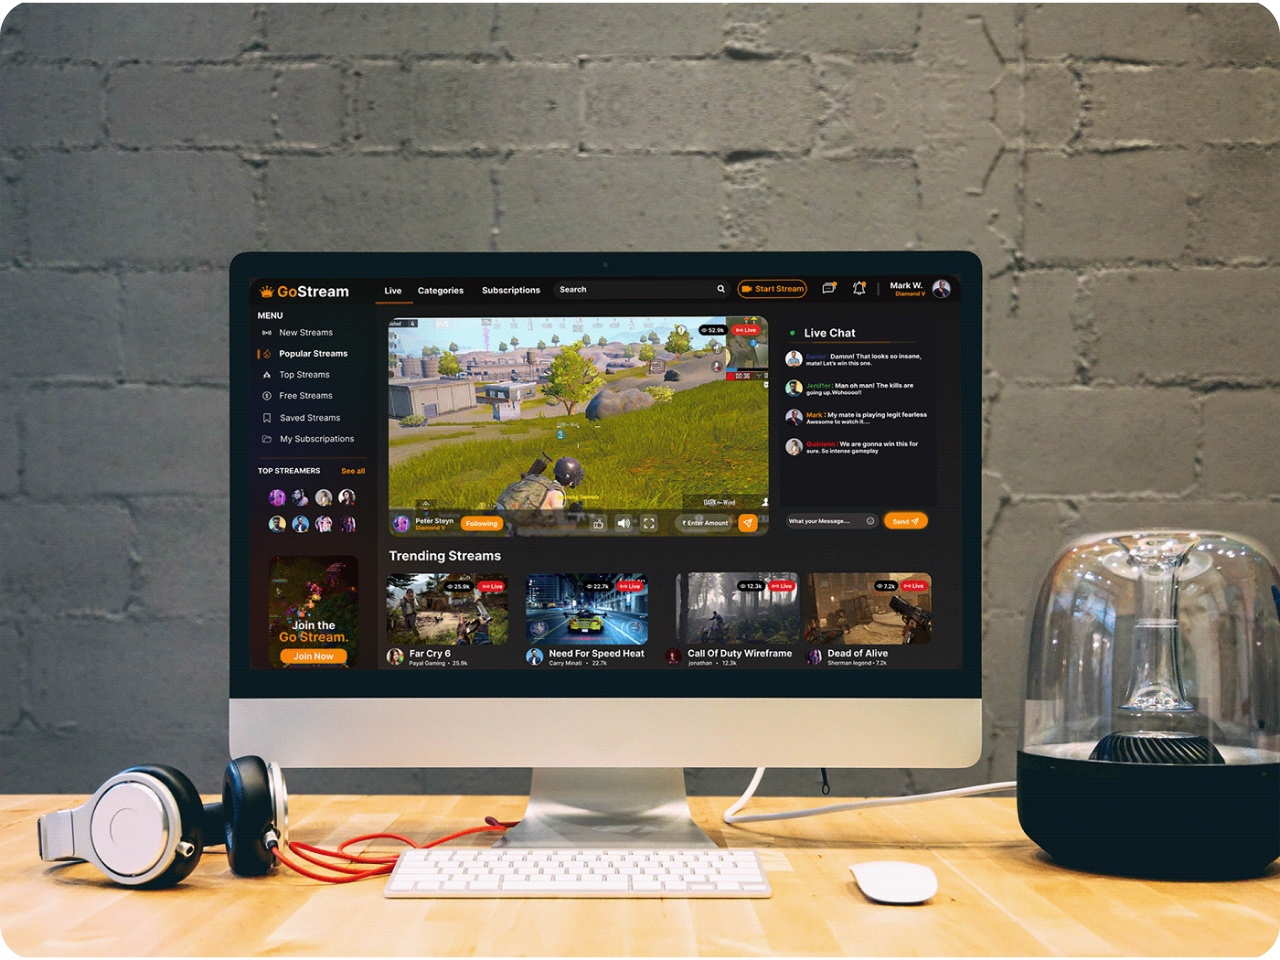 GoStream
Live
Categories
Subscriptions
Search
Start Stream
Mark W.
Diamond V
MENU
New Streams
Popular Streams
Top Streams
Free Streams
Saved Streams
My Subscripations
TOP STREAMERS
See all
Join the
Go Stream.
Join Now
52.9k
Live
00:36
Peter Steyn
Diamond V
Following
₹ Enter Amount
Live Chat
Daniel : Damnn! That looks so insane,
mate! Let's win this one.
Jeniffer : Man oh man! The kills are
going up.Wohoooo!!
Mark : My mate is playing legit fearless
Awesome to watch it....
Quintenn : We are gonna win this for
sure. So intense gameplay
What your Message....
Send
Trending Streams
25.9k
Live
Far Cry 6
Payal Gaming • 25.9k
22.7k
Live
Need For Speed Heat
Carry Minati • 22.7k
12.3k
Live
Call Of Duty Wireframe
jonathan • 12.3k
7.2k
Live
Dead of Alive
Sherman legend • 7.2k